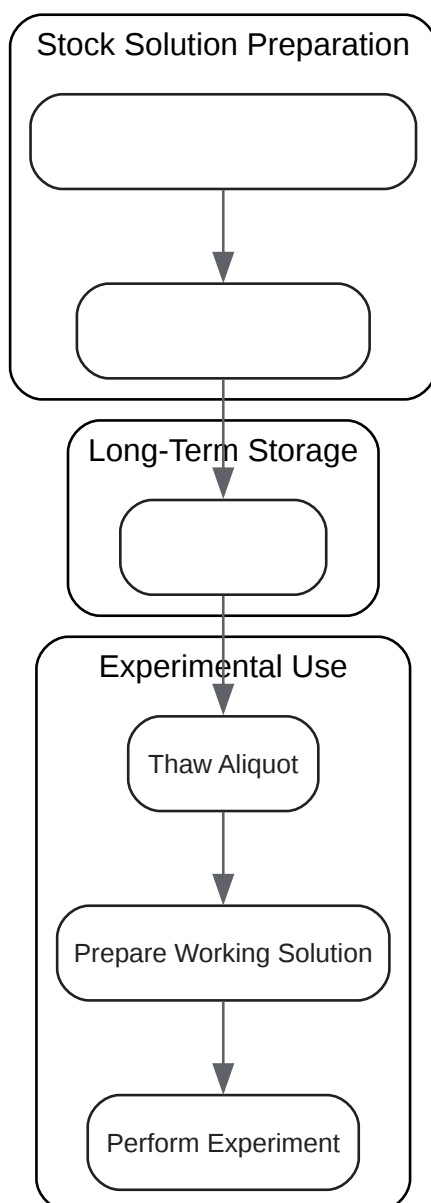 Stock Solution Preparation
Long-Term Storage
Experimental Use
Thaw Aliquot
Prepare Working Solution
Perform Experiment